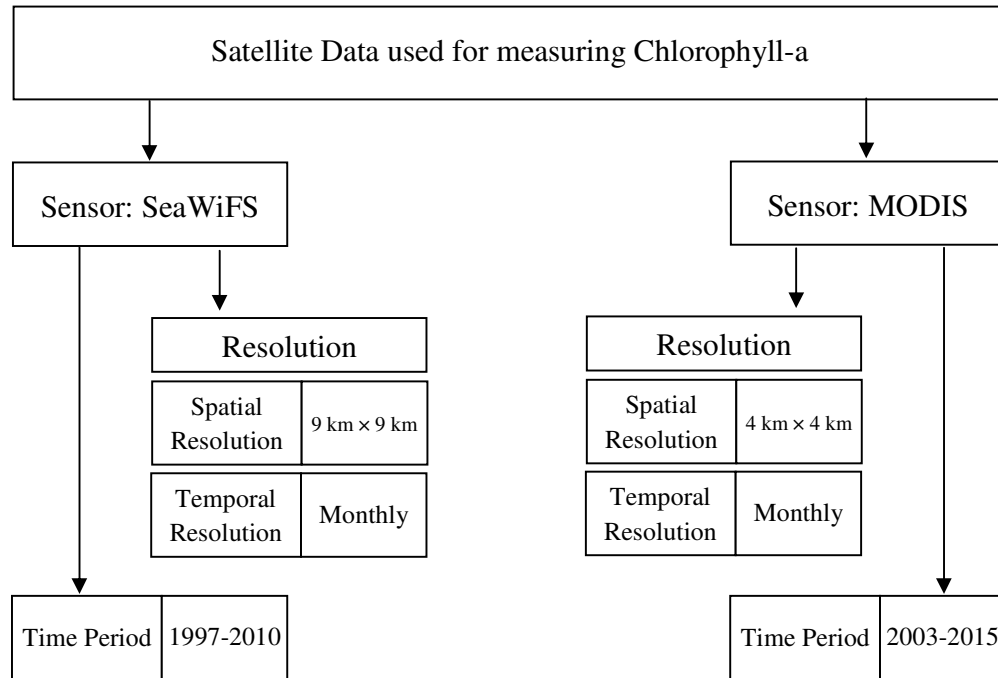 Satellite Data used for measuring Chlorophyll-a
Sensor: SeaWiFS
Sensor: MODIS
Resolution
Spatial
Resolution
9 km × 9 km
Temporal
Resolution
Monthly
Resolution
Spatial
Resolution
4 km × 4 km
Temporal
Resolution
Monthly
Time Period
1997-2010
Time Period
2003-2015